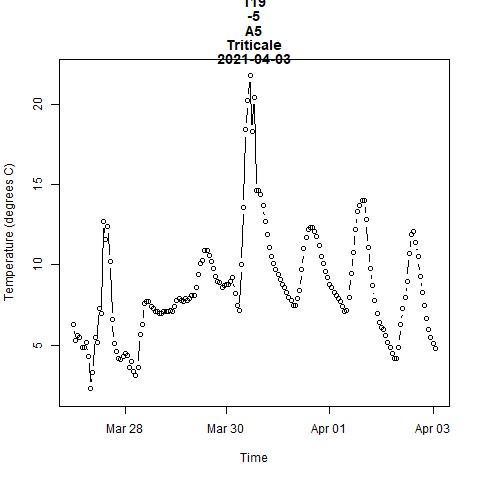 T19
-5
A5
Triticale
2021-04-03
Temperature (degrees C)
20
15
10
5
Mar 28
Mar 30
Apr 01
Apr 03
Time